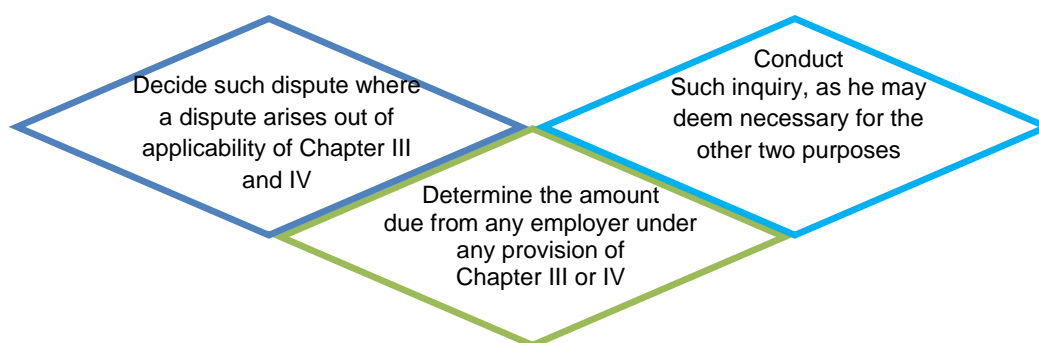 Decide such dispute where
a dispute arises out of
applicability of Chapter III
and IV
Conduct
Such inquiry, as he may
deem necessary for the
other two purposes
Determine the amount
due from any employer under
any provision of
Chapter III or IV